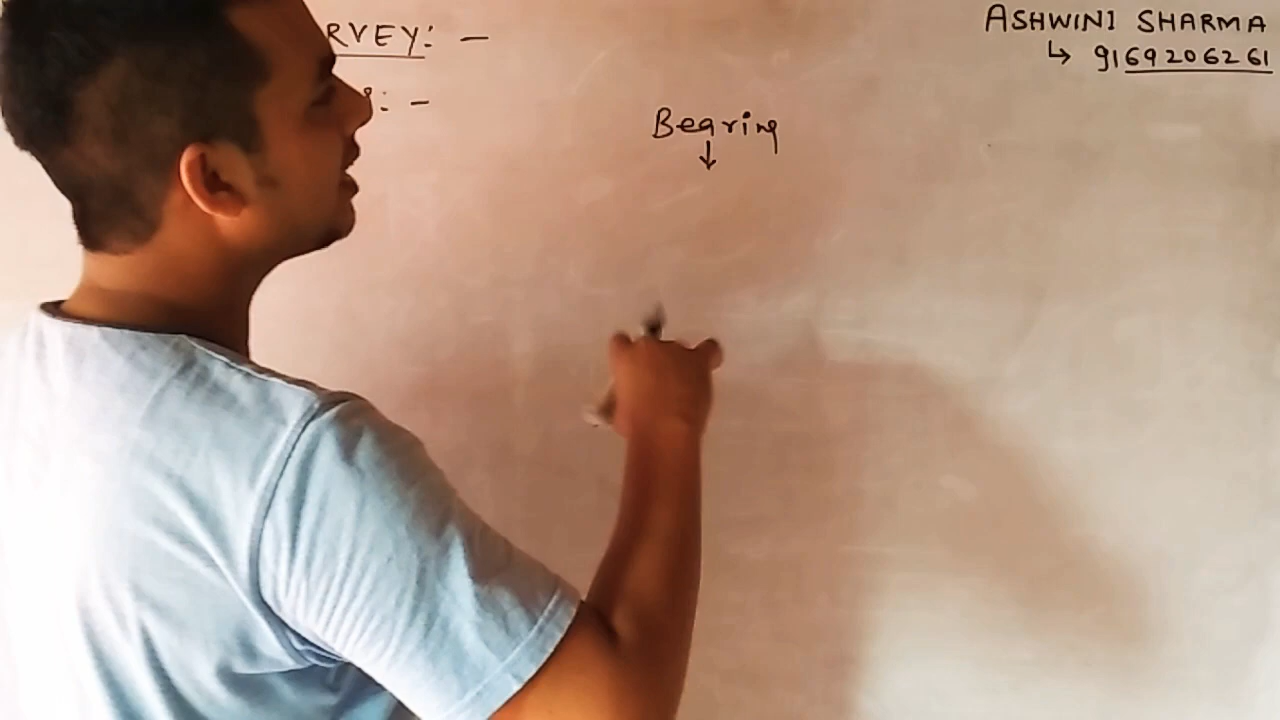 RVEY: -
: -
ASHWINI SHARMA
↳ 9169206261
Bearing
↓